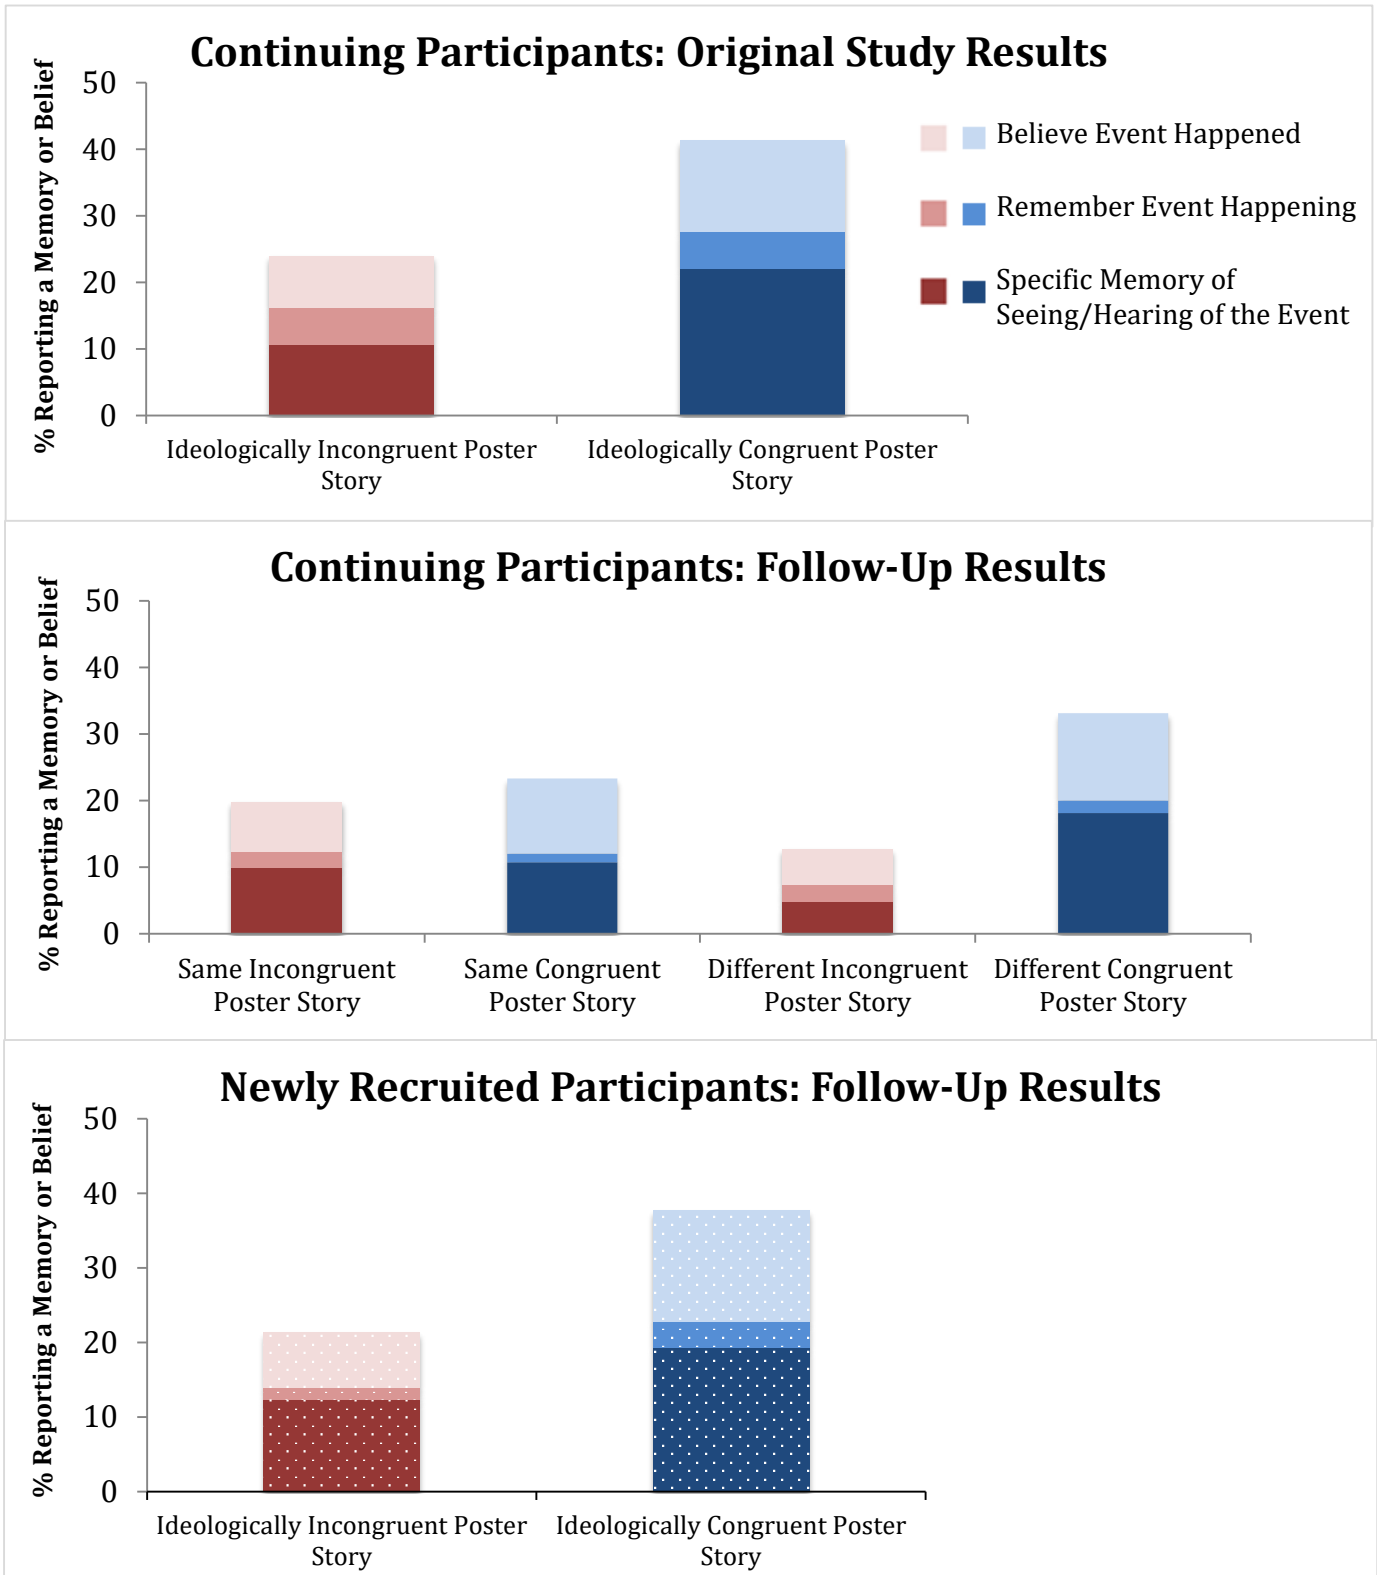 Continuing Participants: Original Study Results
% Reporting a Memory or Belief
50
40
30
20
10
0
Believe Event Happened
Remember Event Happening
Specific Memory of
Seeing/Hearing of the Event
Ideologically Incongruent Poster
Story
Ideologically Congruent Poster
Story
Continuing Participants: Follow-Up Results
% Reporting a Memory or Belief
50
40
30
20
10
0
Same Incongruent
Poster Story
Same Congruent
Poster Story
Different Incongruent
Poster Story
Different Congruent
Poster Story
Newly Recruited Participants: Follow-Up Results
% Reporting a Memory or Belief
50
40
30
20
10
0
Ideologically Incongruent Poster
Story
Ideologically Congruent Poster
Story